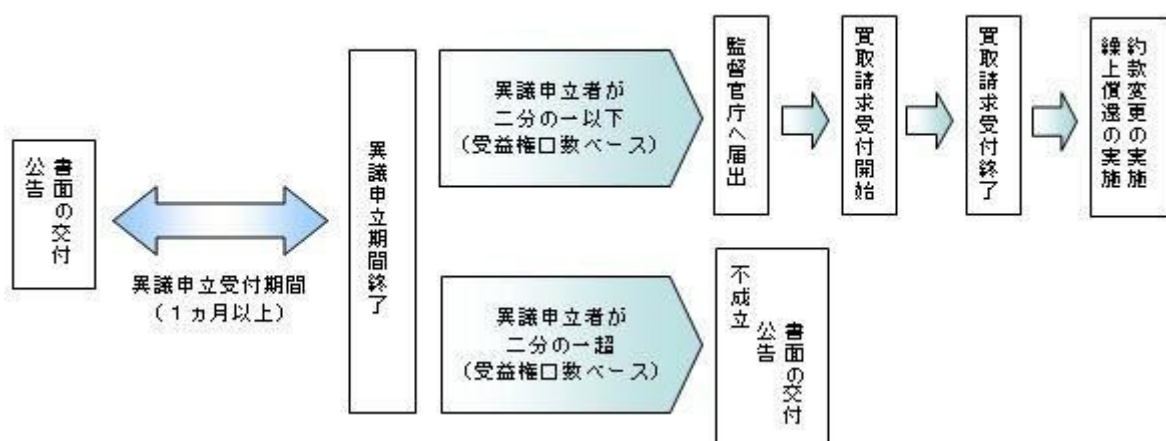 書面の交付
公告
異議申立受付期間
（１ヵ月以上）
異議申立期間終了
異議申立者が
二分の一以下
（受益権口数ベース）
監督官庁へ届出
買取請求受付開始
買取請求受付終了
約款変更の実施
繰上償還の実施
異議申立者が
二分の一超
（受益権口数ベース）
不成立
書面の交付
公告